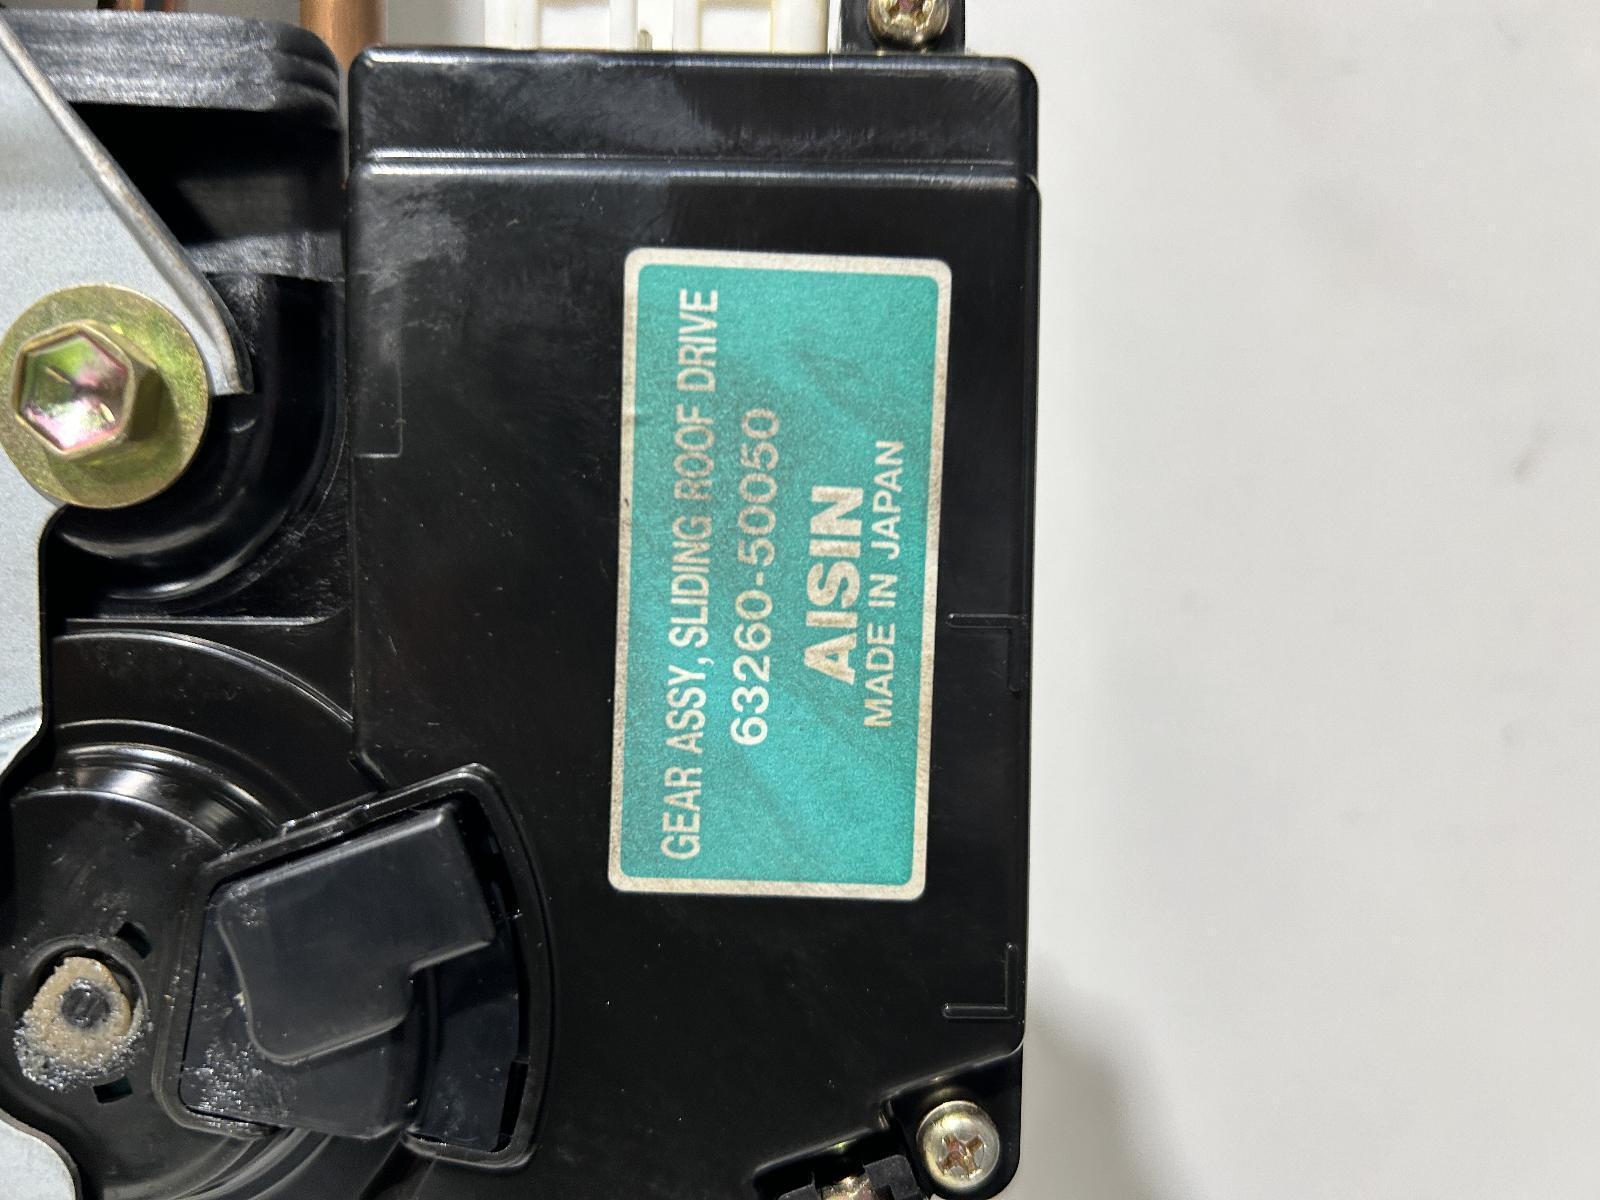 GEAR ASSY, SLIDING ROOF DRIVE
63260-50050
AISIN
MADE IN JAPAN